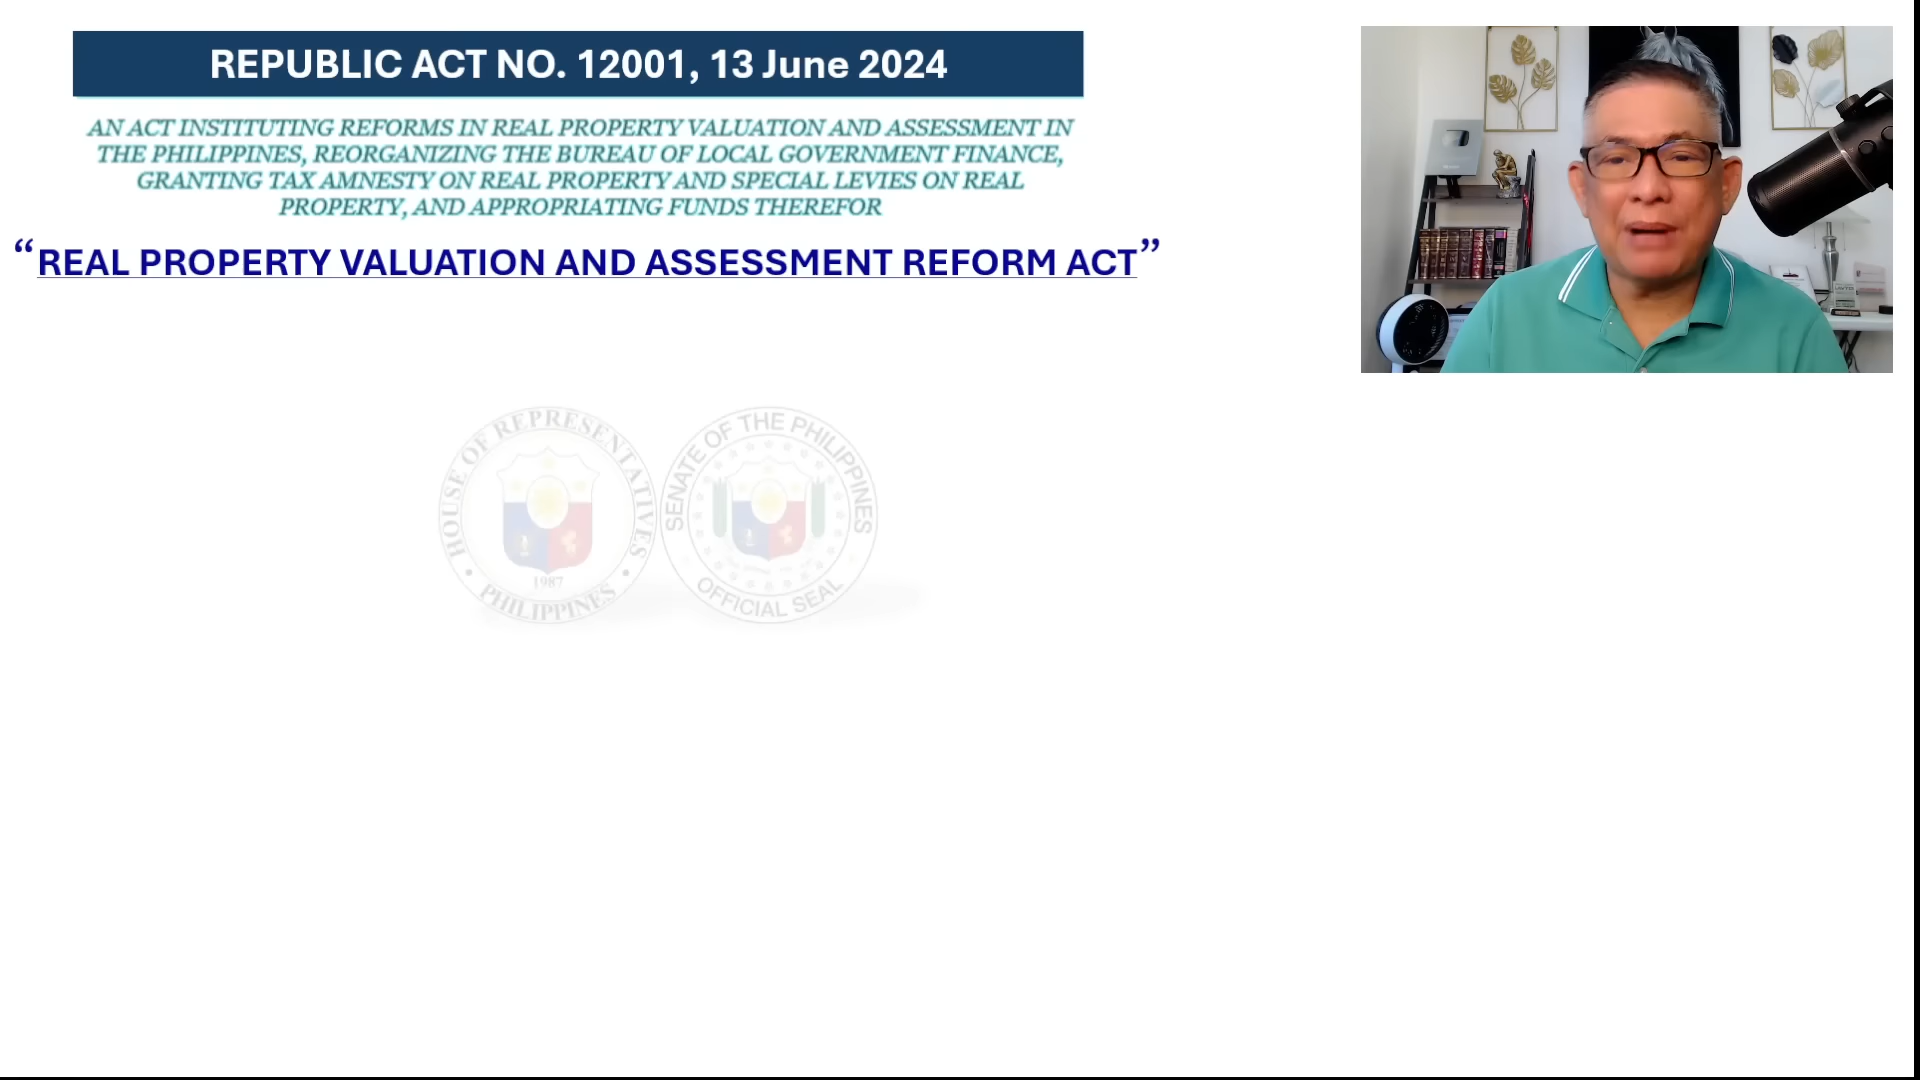 REPUBLIC ACT NO. 12001, 13 June 2024
AN ACT INSTITUTING REFORMS IN REAL PROPERTY VALUATION AND ASSESSMENT IN
THE PHILIPPINES, REORGANIZING THE BUREAU OF LOCAL GOVERNMENT FINANCE,
GRANTING TAX AMNESTY ON REAL PROPERTY AND SPECIAL LEVIES ON REAL
PROPERTY, AND APPROPRIATING FUNDS THEREFOR
“REAL PROPERTY VALUATION AND ASSESSMENT REFORM ACT”
HOUSE OF REPRESENTATIVES
1987
PHILIPPINES
SENATE OF THE PHILIPPINES
OFFICIAL SEAL